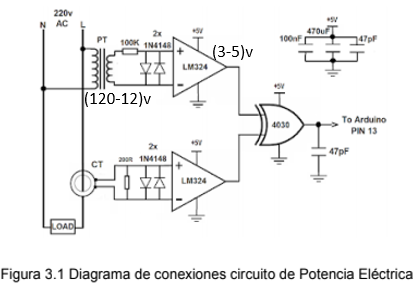 220v
AC
N L
PT
100K
2x
1N4148
+5V
(3-5)v
LM324
(120-12)v
+5V
470uF
100nF
47pF
+5V
4030
To Arduino
PIN 13
47pF
CT
2x
1N4148
+5V
LM324
LOAD
Figura 3.1 Diagrama de conexiones circuito de Potencia Eléctrica